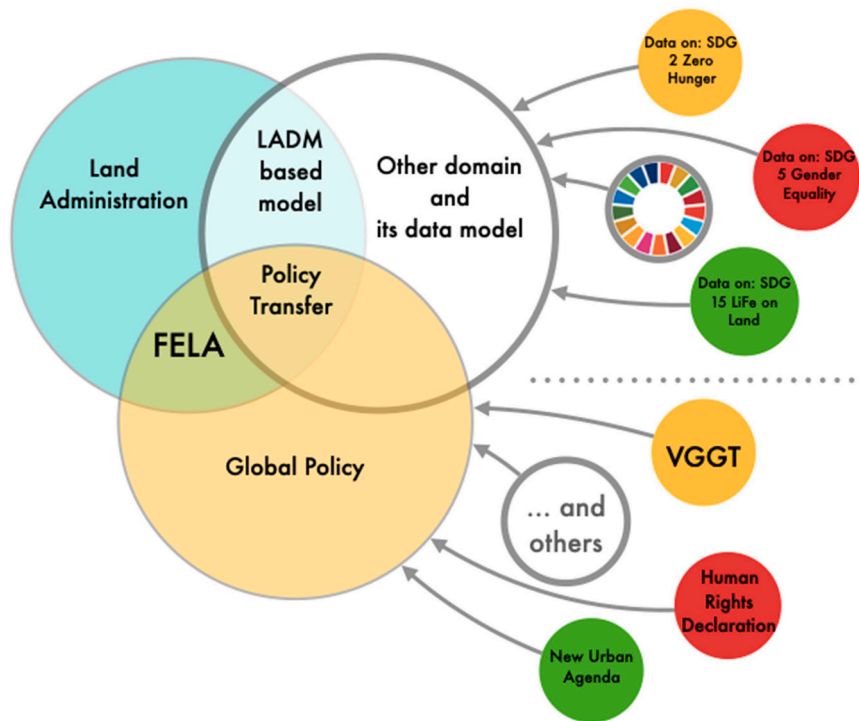 Land
Administration
LADM
based
model
Other domain
and
its data model
Policy
Transfer
FELA
Global Policy
Data on: SDG
2 Zero
Hunger
Data on: SDG
5 Gender
Equality
Data on: SDG
15 LiFe on
Land
VGGT
... and
others
Human
Rights
Declaration
New Urban
Agenda